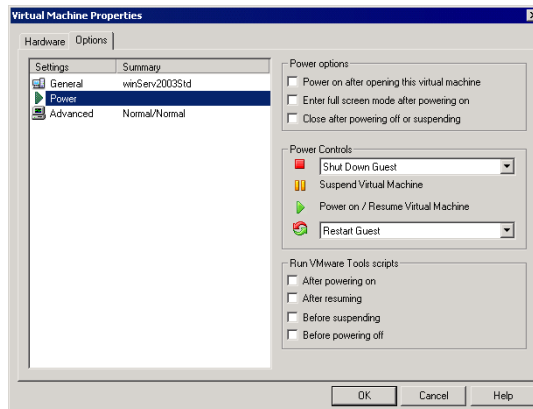 Virtual Machine Properties
Hardware Options
Settings Summary
General winServ2003Std
Power
Advanced Normal/Normal
Power options
Power on after opening this virtual machine
Enter full screen mode after powering on
Close after powering off or suspending
Power Controls
Shut Down Guest
Suspend Virtual Machine
Power on / Resume Virtual Machine
Restart Guest
Run VMware Tools scripts
After powering on
After resuming
Before suspending
Before powering off
OK Cancel Help